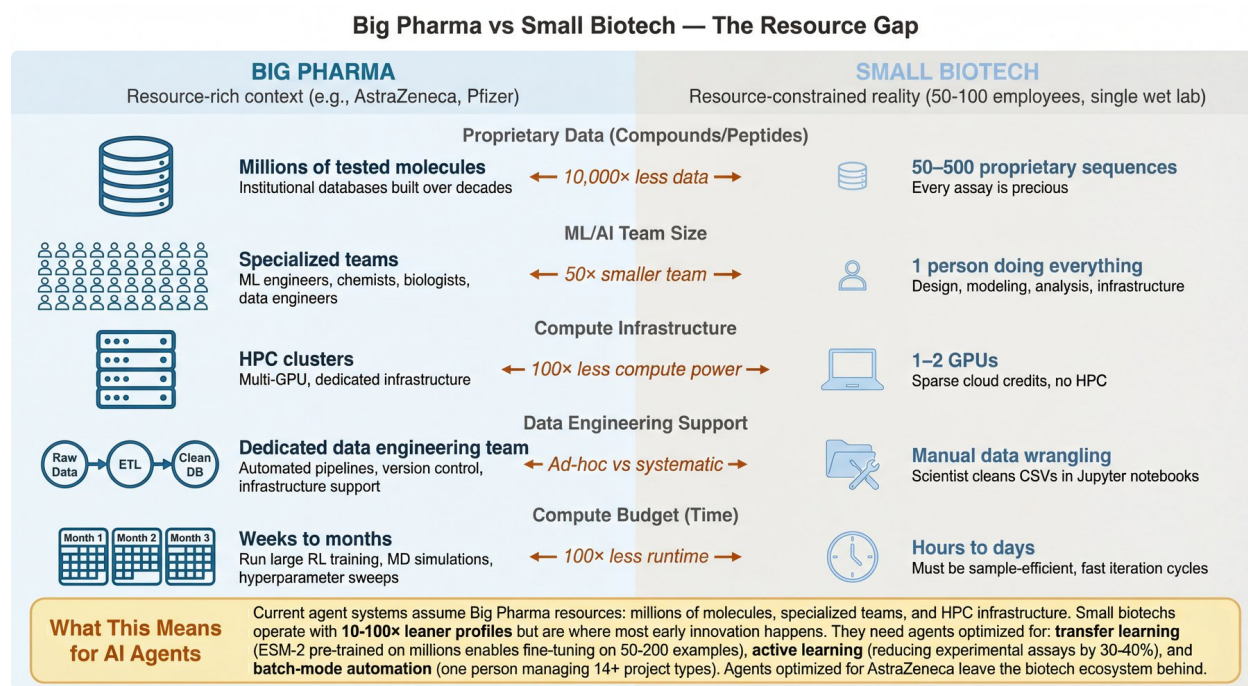 Big Pharma vs Small Biotech — The Resource Gap
BIG PHARMA
Resource-rich context (e.g., AstraZeneca, Pfizer)
SMALL BIOTECH
Resource-constrained reality (50-100 employees, single wet lab)
Proprietary Data (Compounds/Peptides)
Millions of tested molecules
Institutional databases built over decades
10,000× less data
50–500 proprietary sequences
Every assay is precious
ML/AI Team Size
Specialized teams
ML engineers, chemists, biologists,
data engineers
50× smaller team
1 person doing everything
Design, modeling, analysis, infrastructure
Compute Infrastructure
HPC clusters
Multi-GPU, dedicated infrastructure
100× less compute power
1–2 GPUs
Sparse cloud credits, no HPC
Data Engineering Support
Raw
Data
ETL
Clean
DB
Dedicated data engineering team
Automated pipelines, version control,
infrastructure support
Ad-hoc vs systematic
Manual data wrangling
Scientist cleans CSVs in Jupyter notebooks
Compute Budget (Time)
Month 1
Month 2
Month 3
Weeks to months
Run large RL training, MD simulations,
hyperparameter sweeps
100× less runtime
Hours to days
Must be sample-efficient, fast iteration cycles
What This Means
for AI Agents
Current agent systems assume Big Pharma resources: millions of molecules, specialized teams, and HPC infrastructure. Small biotechs
operate with 10-100× leaner profiles but are where most early innovation happens. They need agents optimized for: transfer learning
(ESM-2 pre-trained on millions enables fine-tuning on 50-200 examples), active learning (reducing experimental assays by 30-40%), and
batch-mode automation (one person managing 14+ project types). Agents optimized for AstraZeneca leave the biotech ecosystem behind.